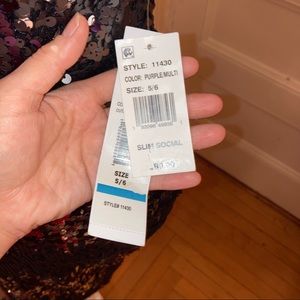 STYLE: 11430
COLOR: PURPLE/MULTI
SIZE: 5/6
SLIM SOCIAL
SIZE
5/6
STYLE# 11430